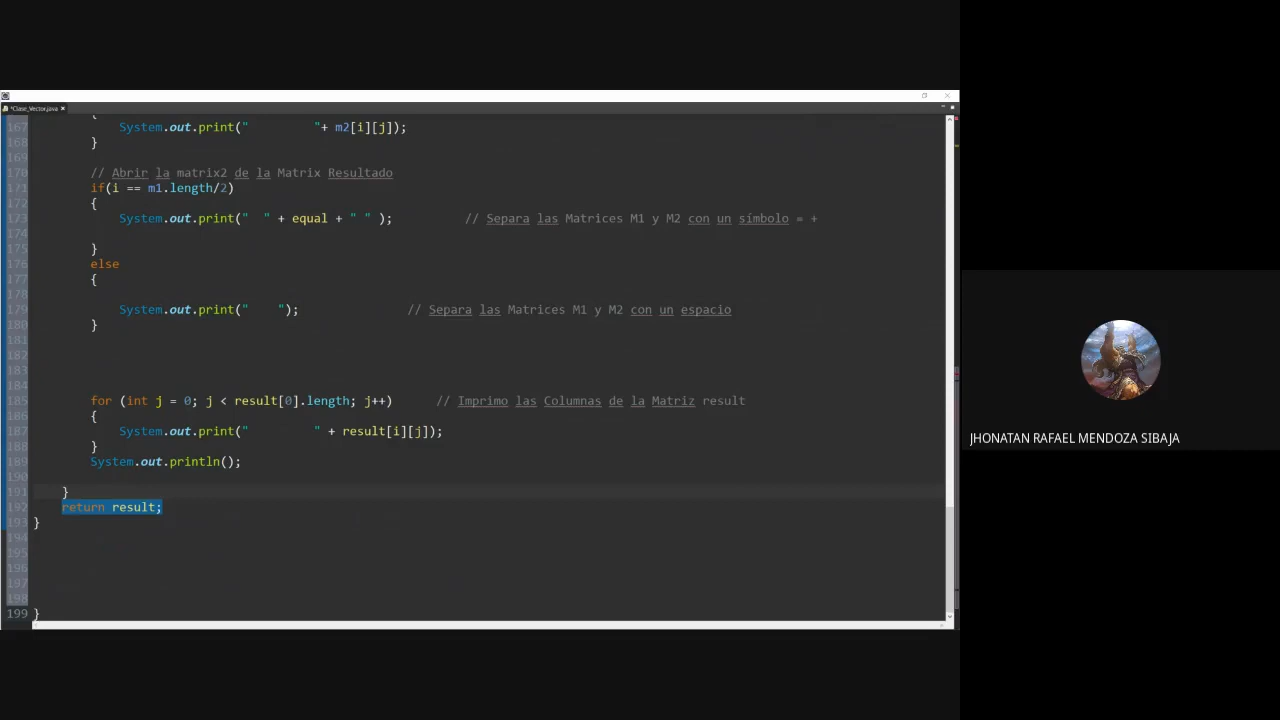 *Clase_Vector.java
{
167 System.out.print("         "+ m2[i][j]);
168 }
169
170 // Abrir la matrix2 de la Matrix Resultado
171 if(i == m1.length/2)
172 {
173 System.out.print("  " + equal + " " ); // Separa las Matrices M1 y M2 con un símbolo = +
174
175 }
176 else
177 {
178
179 System.out.print("    "); // Separa las Matrices M1 y M2 con un espacio
180 }
181
182
183
184
185 for (int j = 0; j < result[0].length; j++) // Imprimo las Columnas de la Matriz result
186 {
187 System.out.print("         " + result[i][j]);
188 }
189 System.out.println();
190
191 }
192 return result;
193 }
194
195
196
197
198
199 }
JHONATAN RAFAEL MENDOZA SIBAJA